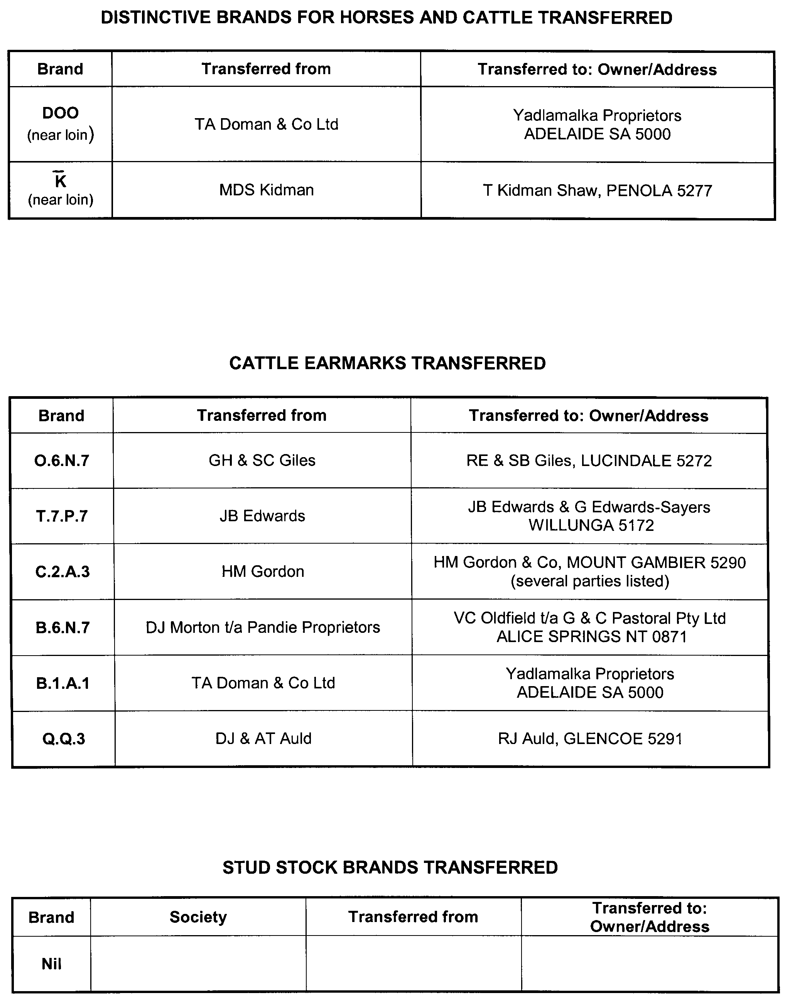 DISTINCTIVE BRANDS FOR HORSES AND CATTLE TRANSFERRED
Brand Transferred from Transferred to: Owner/Address
DOO
(near loin)
TA Doman & Co Ltd
Yadlamalka Proprietors
ADELAIDE SA 5000
K̅
(near loin)
MDS Kidman
T Kidman Shaw, PENOLA 5277
CATTLE EARMARKS TRANSFERRED
Brand Transferred from Transferred to: Owner/Address
O.6.N.7 GH & SC Giles RE & SB Giles, LUCINDALE 5272
T.7.P.7 JB Edwards
JB Edwards & G Edwards-Sayers
WILLUNGA 5172
C.2.A.3 HM Gordon
HM Gordon & Co, MOUNT GAMBIER 5290
(several parties listed)
B.6.N.7 DJ Morton t/a Pandie Proprietors
VC Oldfield t/a G & C Pastoral Pty Ltd
ALICE SPRINGS NT 0871
B.1.A.1 TA Doman & Co Ltd
Yadlamalka Proprietors
ADELAIDE SA 5000
Q.Q.3 DJ & AT Auld RJ Auld, GLENCOE 5291
STUD STOCK BRANDS TRANSFERRED
Brand Society Transferred from
Transferred to:
Owner/Address
Nil